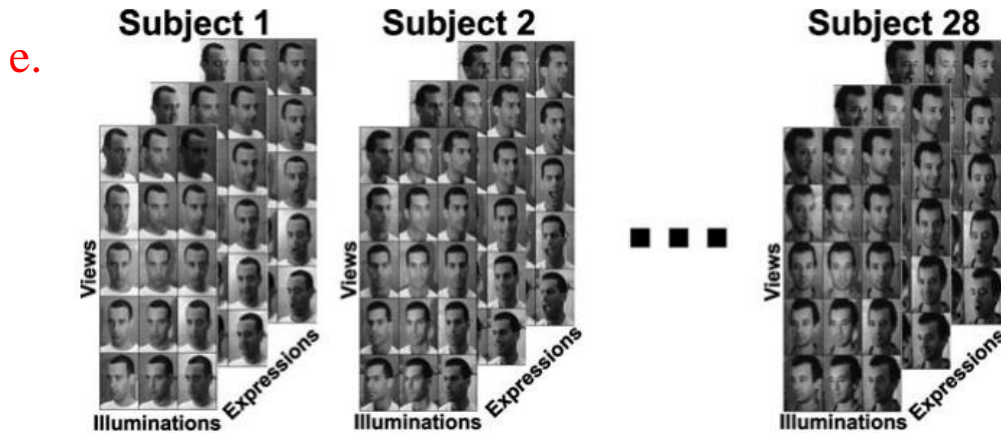 Subject 1
Subject 2
Subject 28
e.
Views
Illuminations
Expressions
Views
Illuminations
Expressions
Views
Illuminations
Expressions